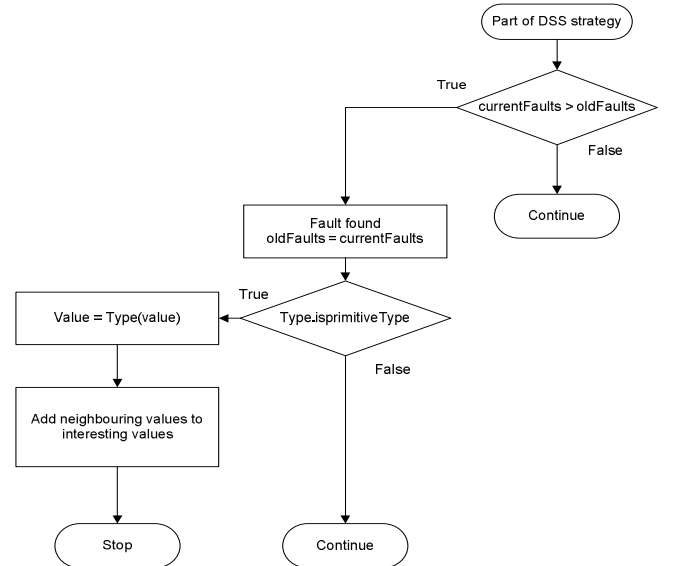 Part of DSS strategy
True
currentFaults > oldFaults
False
Continue
Fault found
oldFaults = currentFaults
True
Type.isprimitiveType
Value = Type(value)
False
Add neighbouring values to
interesting values
Stop
Continue